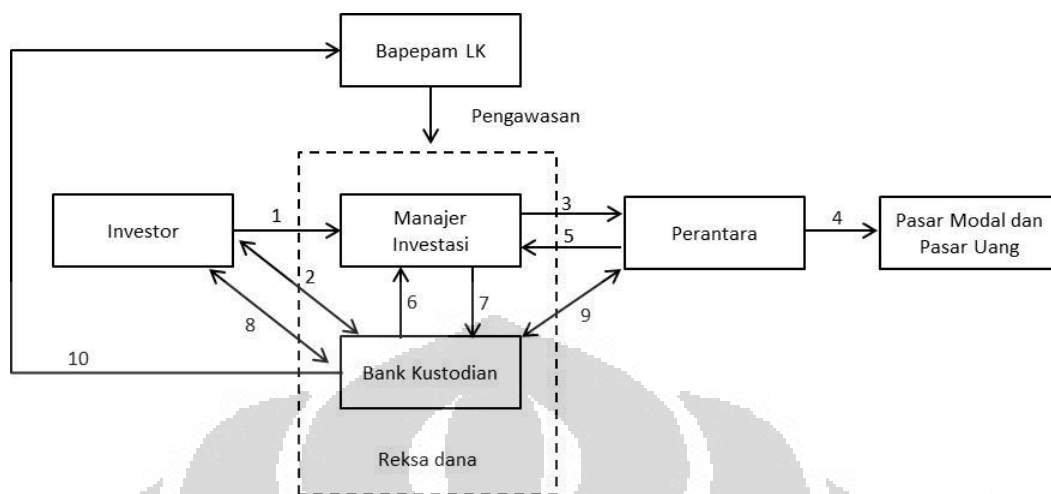 Bapepam LK
Pengawasan
Investor
1
Manajer
Investasi
3
5
Perantara
4
Pasar Modal dan
Pasar Uang
2
8
6
7
9
10
Bank Kustodian
Reksa dana